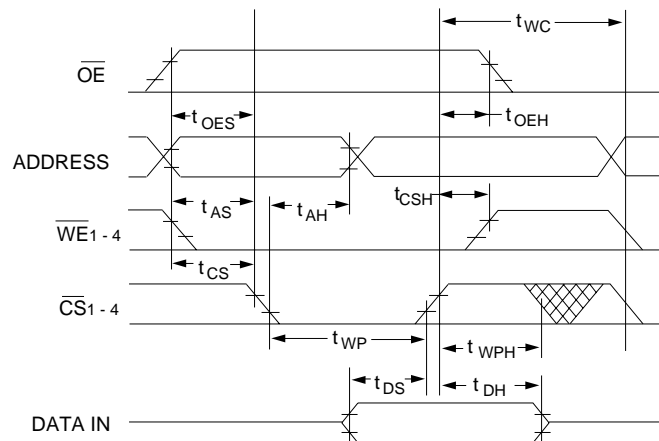 tWC
OE
tOES
tOEH
ADDRESS
tAS
tAH
tCSH
WE1 - 4
tCS
CS1 - 4
tWP
tWPH
tDS
tDH
DATA IN